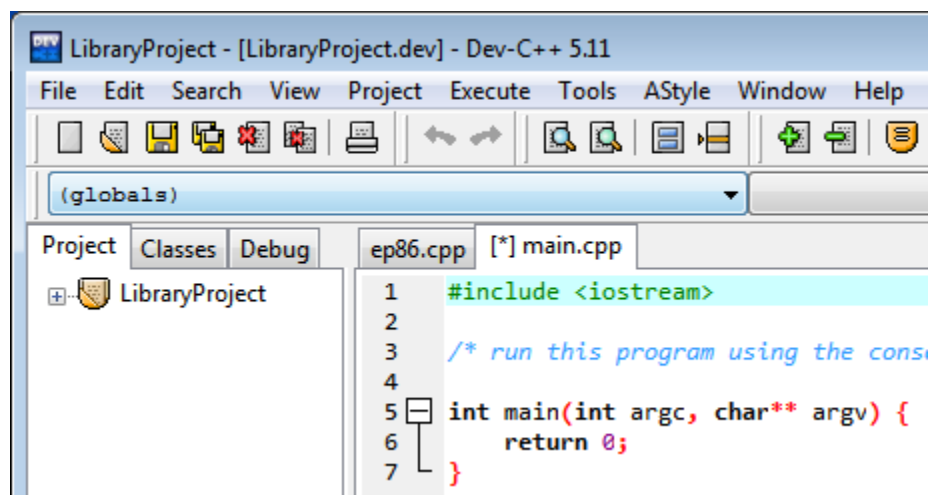 LibraryProject - [LibraryProject.dev] - Dev-C++ 5.11
File Edit Search View Project Execute Tools AStyle Window Help
(globals)
Project Classes Debug
ep86.cpp [*] main.cpp
LibraryProject
1 #include <iostream>
2
3 /* run this program using the
4
5 int main(int argc, char** argv) {
6 return 0;
7 }